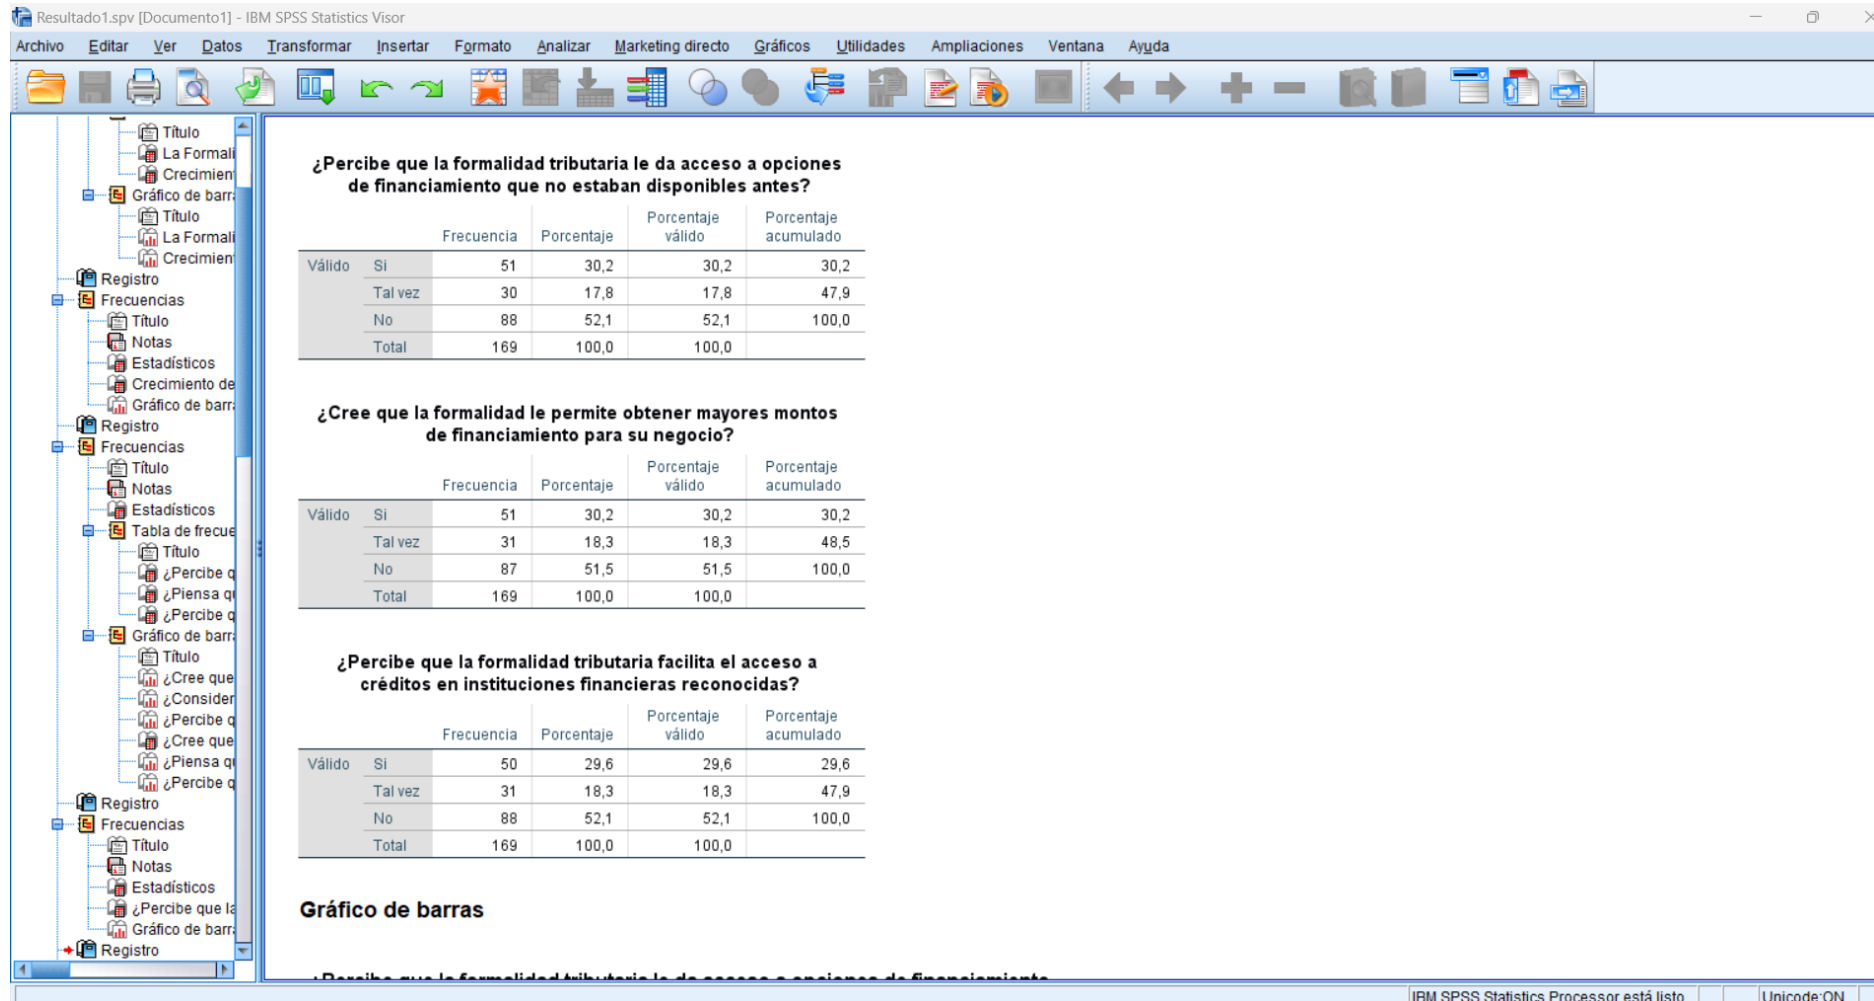 Resultado1.spv [Documento1] - IBM SPSS Statistics Visor
Archivo Editar Ver Datos Transformar Insertar Formato Analizar Marketing directo Gráficos Utilidades Ampliaciones Ventana Ayuda
Título
La Formali
Crecimien
Gráfico de barr
Título
La Formali
Crecimien
Registro
Frecuencias
Título
Notas
Estadísticos
Crecimiento de
Gráfico de barr
Registro
Frecuencias
Título
Notas
Estadísticos
Tabla de frecue
Título
¿Percibe q
¿Piensa q
¿Percibe q
Gráfico de barr
Título
¿Cree que
¿Consider
¿Percibe q
¿Cree que
¿Piensa q
¿Percibe q
Registro
Frecuencias
Título
Notas
Estadísticos
¿Percibe que la
Gráfico de barr
Registro
¿Percibe que la formalidad tributaria le da acceso a opciones
de financiamiento que no estaban disponibles antes?
Frecuencia Porcentaje Porcentaje válido Porcentaje acumulado
Válido Si 51 30,2 30,2 30,2
Tal vez 30 17,8 17,8 47,9
No 88 52,1 52,1 100,0
Total 169 100,0 100,0
¿Cree que la formalidad le permite obtener mayores montos
de financiamiento para su negocio?
Frecuencia Porcentaje Porcentaje válido Porcentaje acumulado
Válido Si 51 30,2 30,2 30,2
Tal vez 31 18,3 18,3 48,5
No 87 51,5 51,5 100,0
Total 169 100,0 100,0
¿Percibe que la formalidad tributaria facilita el acceso a
créditos en instituciones financieras reconocidas?
Frecuencia Porcentaje Porcentaje válido Porcentaje acumulado
Válido Si 50 29,6 29,6 29,6
Tal vez 31 18,3 18,3 47,9
No 88 52,1 52,1 100,0
Total 169 100,0 100,0
Gráfico de barras
¿Percibe que la formalidad tributaria le da acceso a opciones de financiamiento
IBM SPSS Statistics Processor está listo Unicode:ON